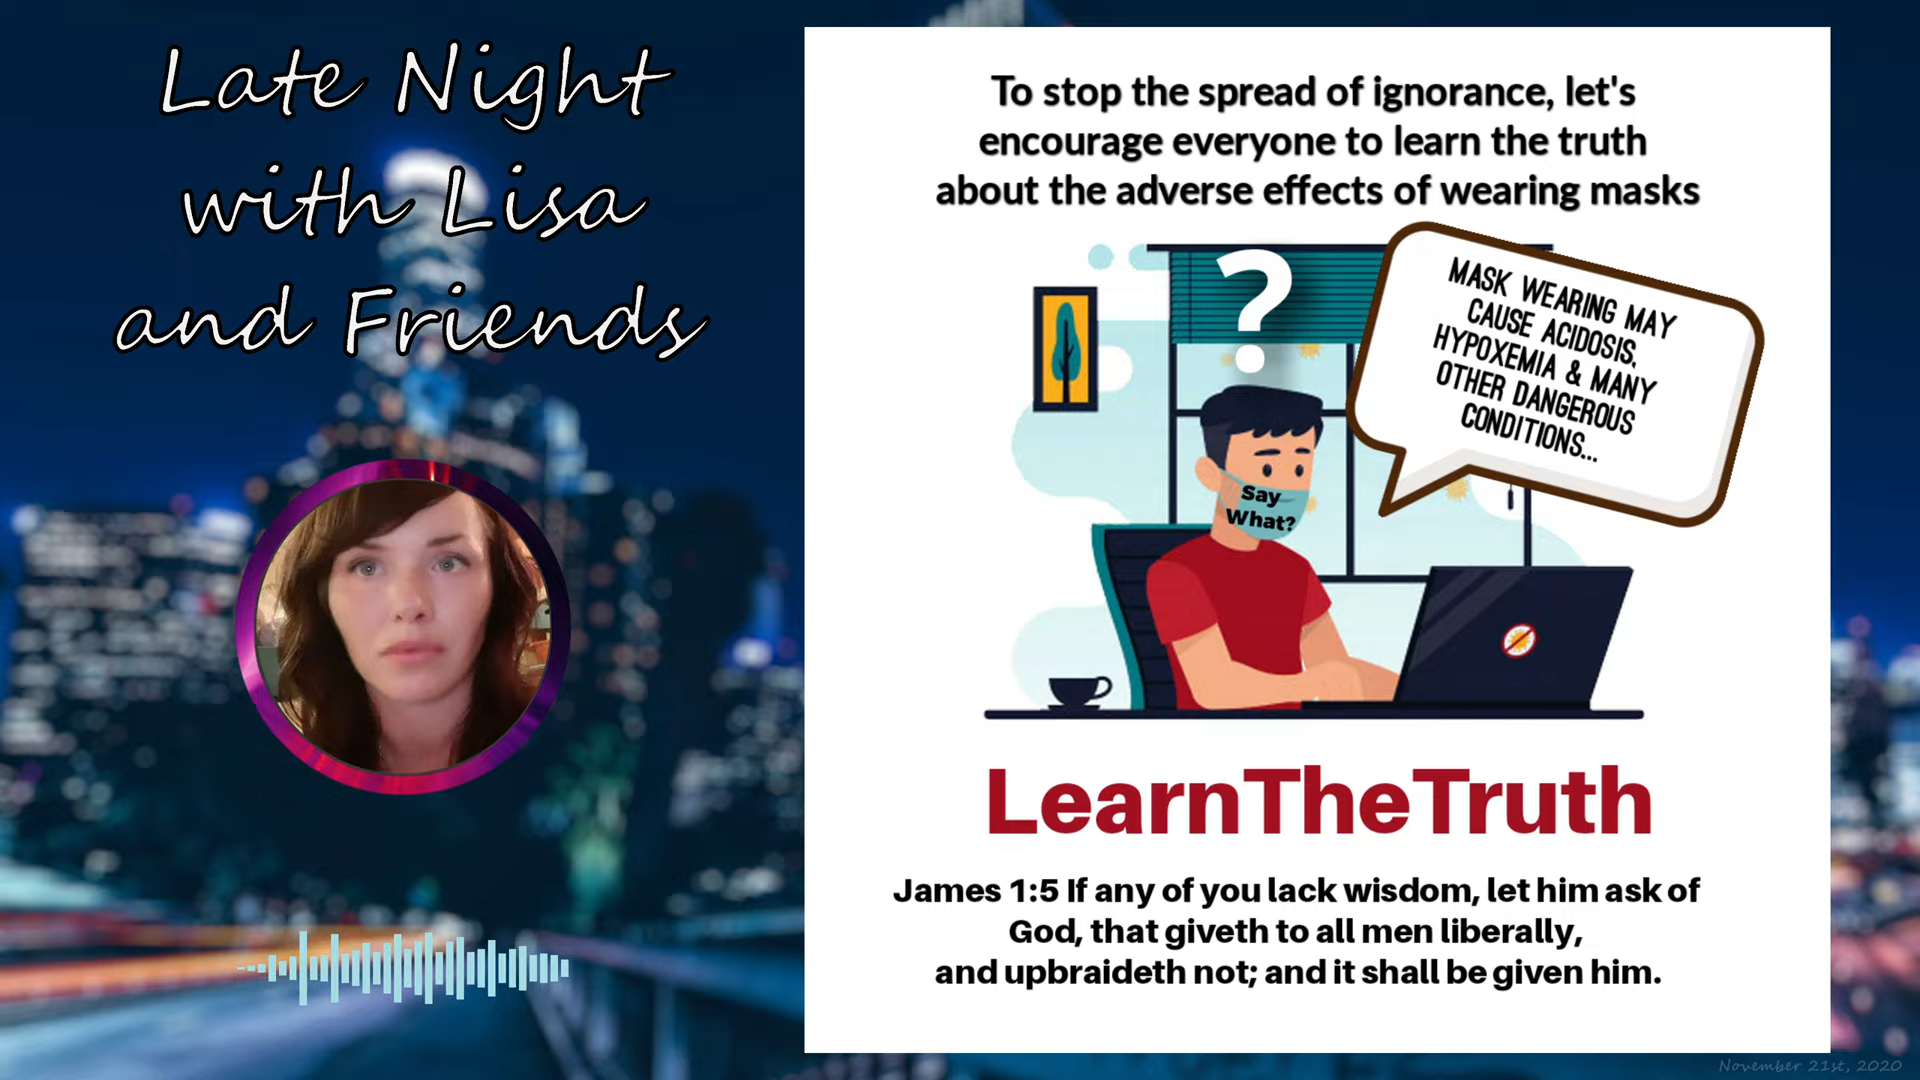 Late Night
with Lisa
and Friends
To stop the spread of ignorance, let's
encourage everyone to learn the truth
about the adverse effects of wearing masks
?
MASK WEARING MAY
CAUSE ACIDOSIS,
HYPOXEMIA & MANY
OTHER DANGEROUS
CONDITIONS...
Say
What?
LearnTheTruth
James 1:5 If any of you lack wisdom, let him ask of
God, that giveth to all men liberally,
and upbraideth not; and it shall be given him.
November 21st, 2020